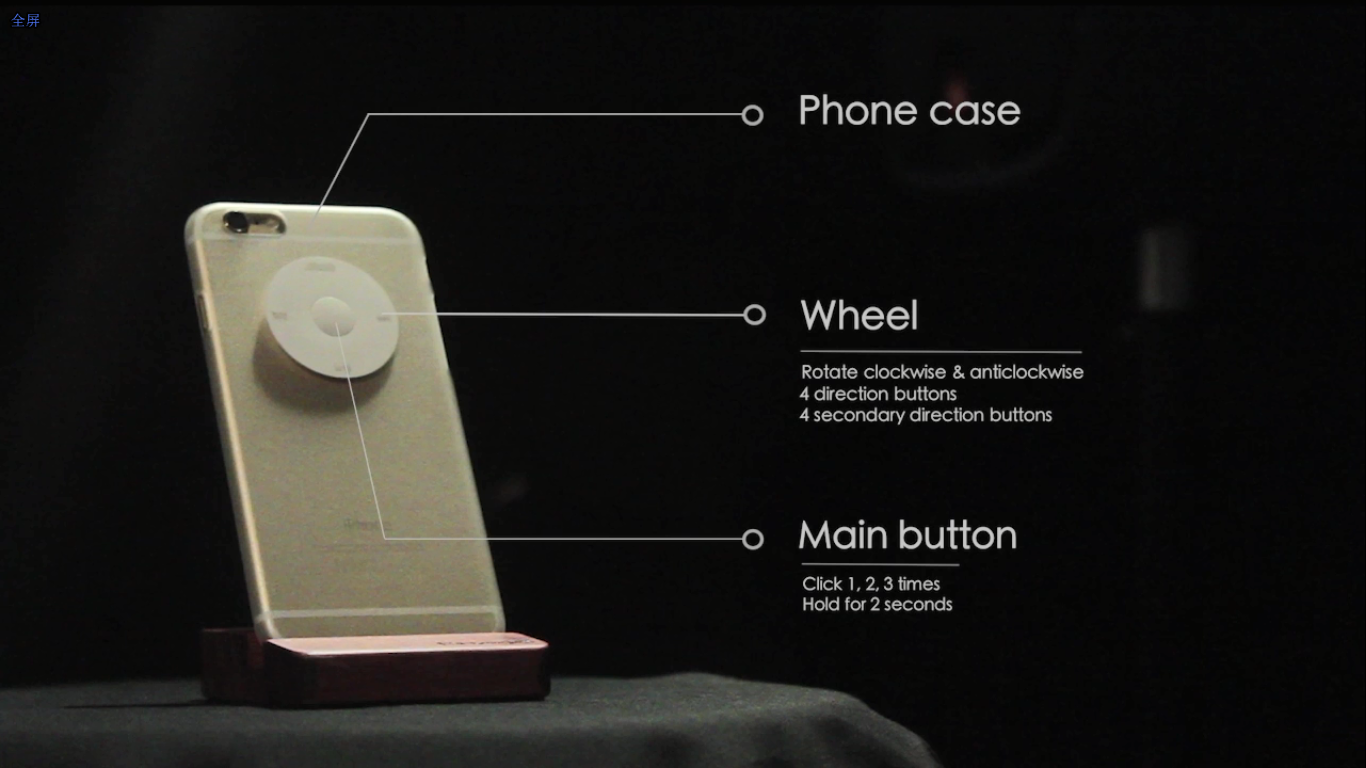 全屏
Phone case
Wheel
Rotate clockwise & anticlockwise
4 direction buttons
4 secondary direction buttons
Main button
Click 1, 2, 3 times
Hold for 2 seconds